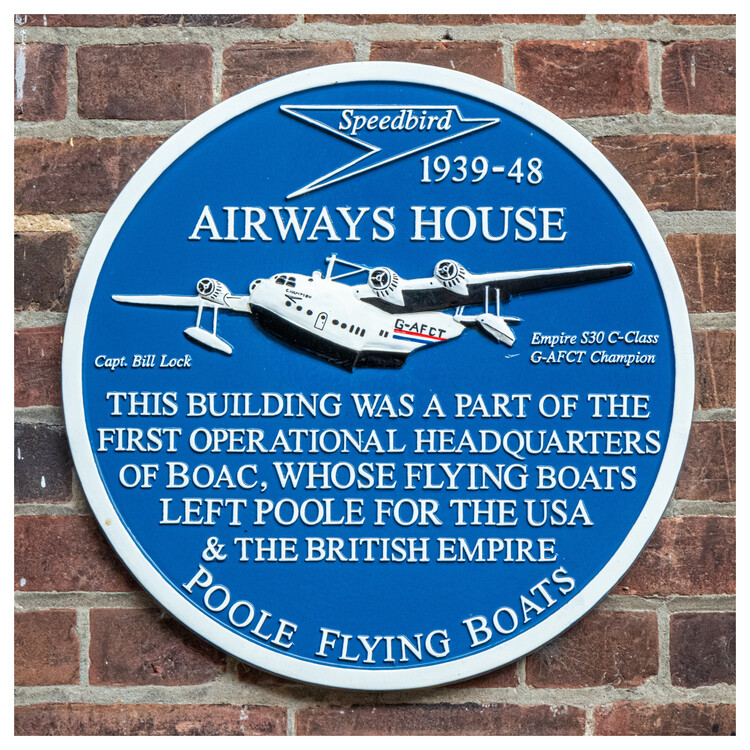 Speedbird
1939-48
AIRWAYS HOUSE
G-AFCT
Capt. Bill Lock
Empire S30 C-Class
G-AFCT Champion
THIS BUILDING WAS A PART OF THE
FIRST OPERATIONAL HEADQUARTERS
OF BOAC, WHOSE FLYING BOATS
LEFT POOLE FOR THE USA
& THE BRITISH EMPIRE
POOLE FLYING BOATS